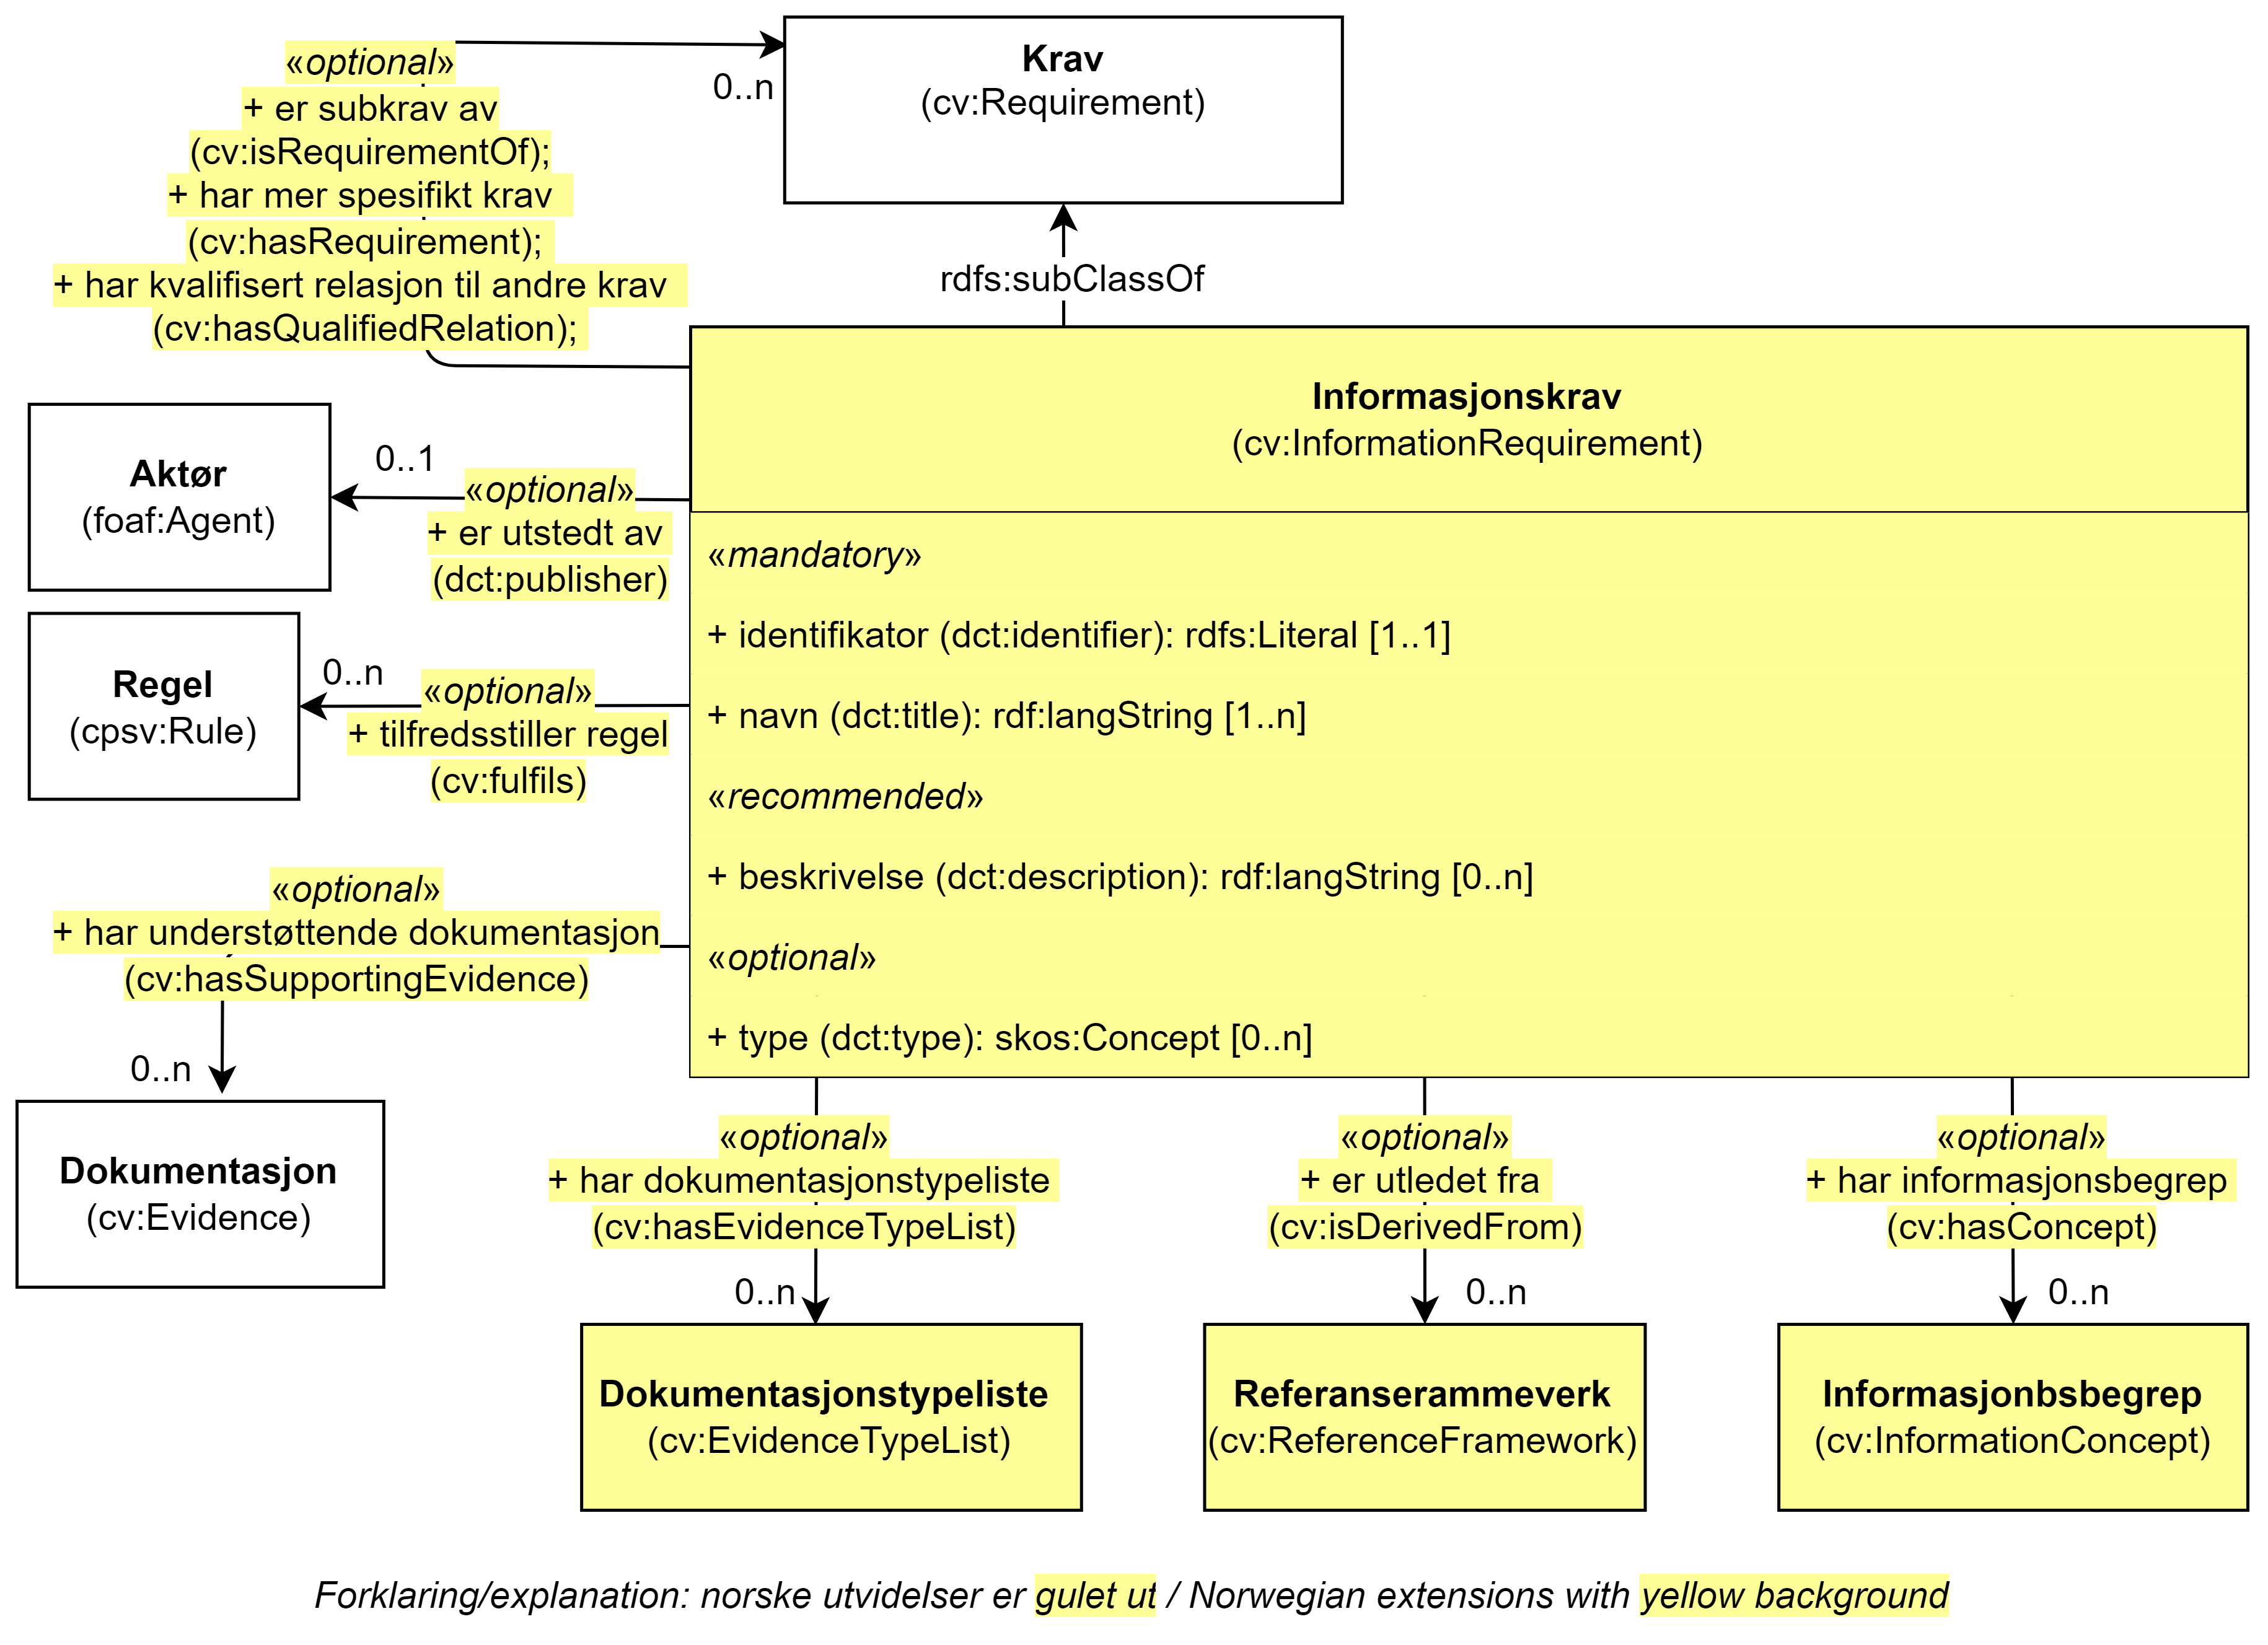 «optional»
+ er subkrav av
(cv:isRequirementOf);
+ har mer spesifikt krav
(cv:hasRequirement);
+ har kvalifisert relasjon til andre krav
(cv:hasQualifiedRelation);
0..n
Krav
(cv:Requirement)
rdfs:subClassOf
Informasjonskrav
(cv:InformationRequirement)
«mandatory»
+ identifikator (dct:identifier): rdfs:Literal [1..1]
+ navn (dct:title): rdf:langString [1..n]
«recommended»
+ beskrivelse (dct:description): rdf:langString [0..n]
«optional»
+ type (dct:type): skos:Concept [0..n]
Aktør
(foaf:Agent)
0..1
«optional»
+ er utstedt av
(dct:publisher)
Regel
(cpsv:Rule)
0..n
«optional»
+ tilfredsstiller regel
(cv:fulfils)
«optional»
+ har understøttende dokumentasjon
(cv:hasSupportingEvidence)
0..n
Dokumentasjon
(cv:Evidence)
«optional»
+ har dokumentasjonstypeliste
(cv:hasEvidenceTypeList)
0..n
Dokumentasjonstypeliste
(cv:EvidenceTypeList)
«optional»
+ er utledet fra
(cv:isDerivedFrom)
0..n
Referanserammeverk
(cv:ReferenceFramework)
«optional»
+ har informasjonsbegrep
(cv:hasConcept)
0..n
Informasjonbsbegrep
(cv:InformationConcept)
Forklaring/explanation: norske utvidelser er gulet ut / Norwegian extensions with yellow background